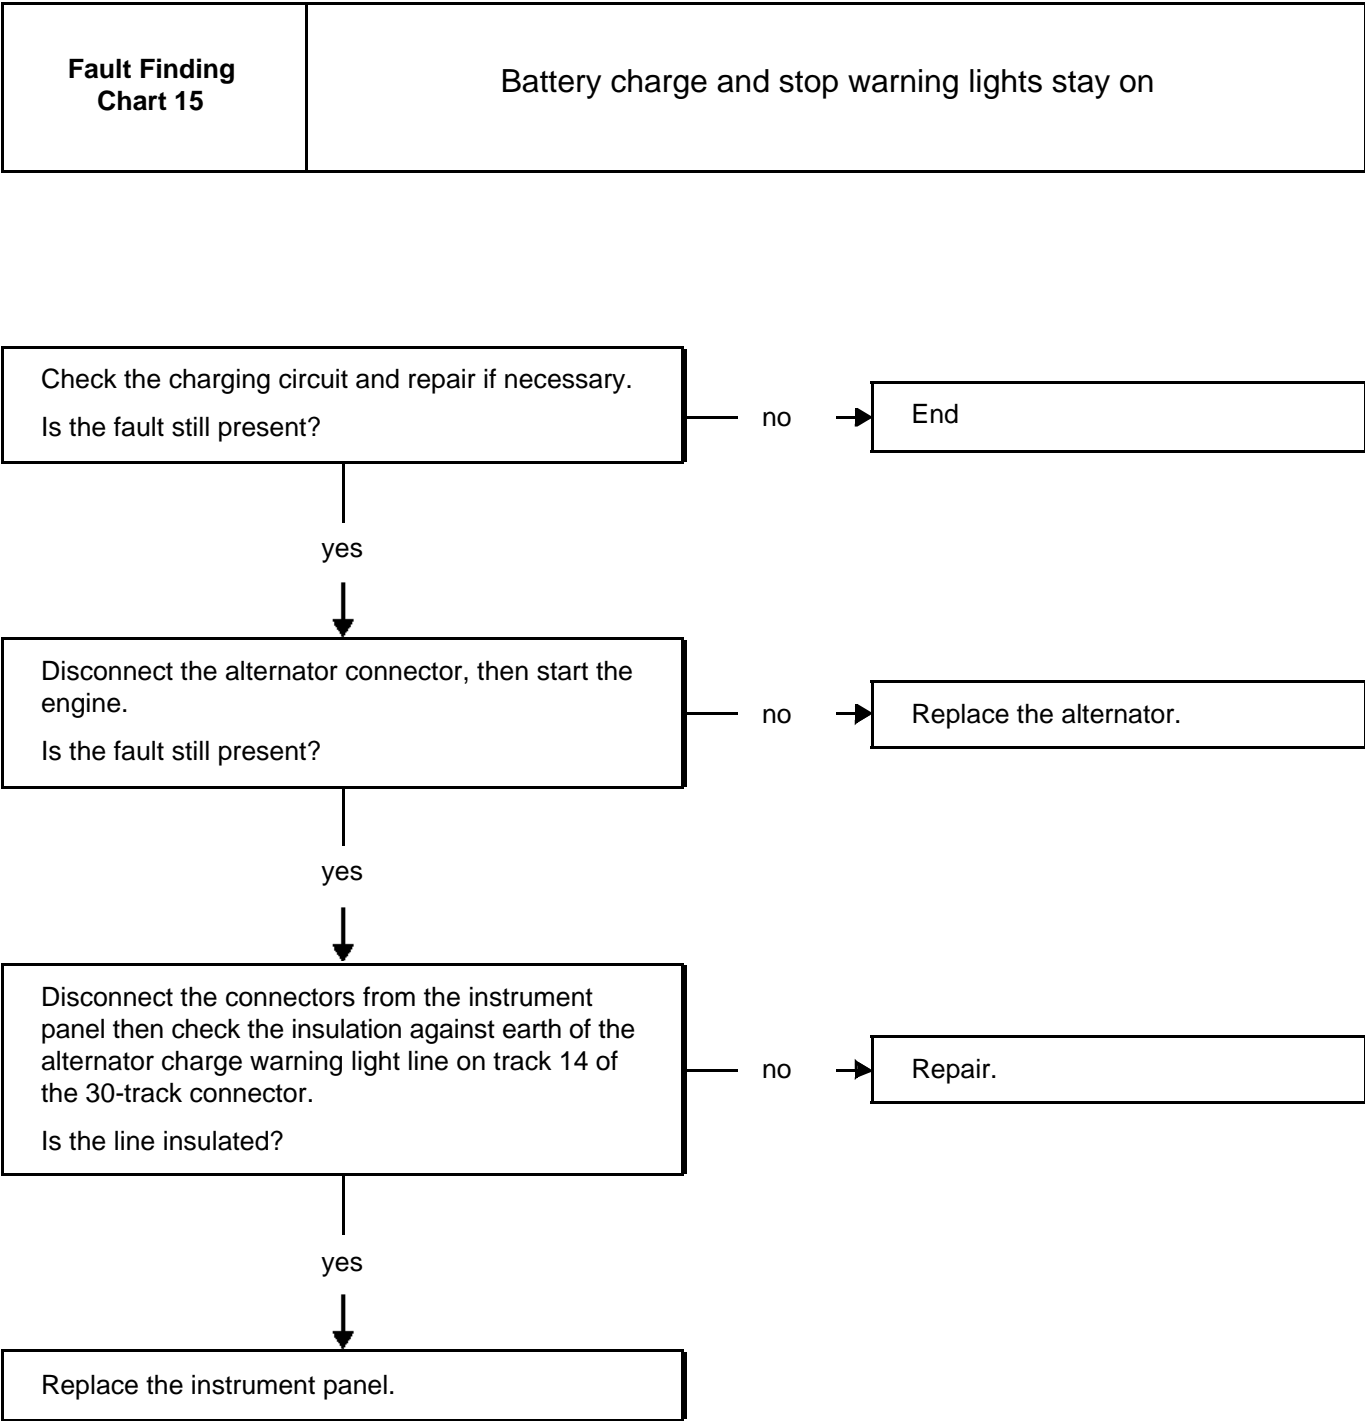 Fault Finding
Chart 15
Battery charge and stop warning lights stay on
Check the charging circuit and repair if necessary.
Is the fault still present?
no
End
yes
Disconnect the alternator connector, then start the
engine.
Is the fault still present?
no
Replace the alternator.
yes
Disconnect the connectors from the instrument
panel then check the insulation against earth of the
alternator charge warning light line on track 14 of
the 30-track connector.
Is the line insulated?
no
Repair.
yes
Replace the instrument panel.